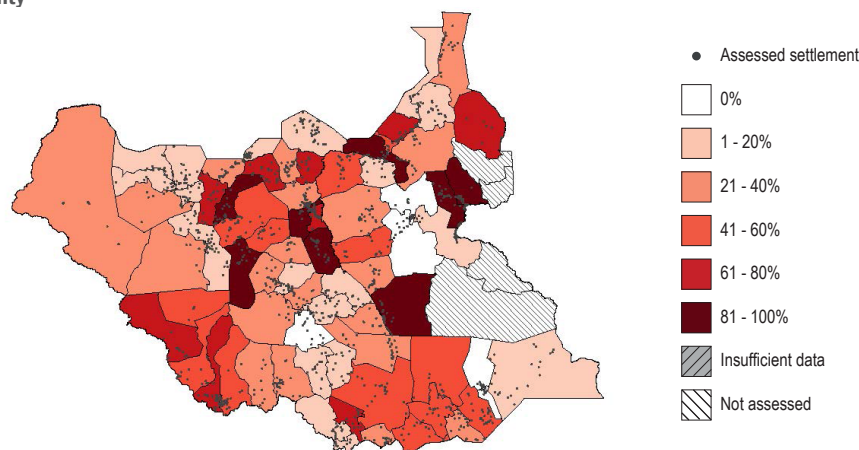 Assessed settlement
0%
1 - 20%
21 - 40%
41 - 60%
61 - 80%
81 - 100%
Insufficient data
Not assessed